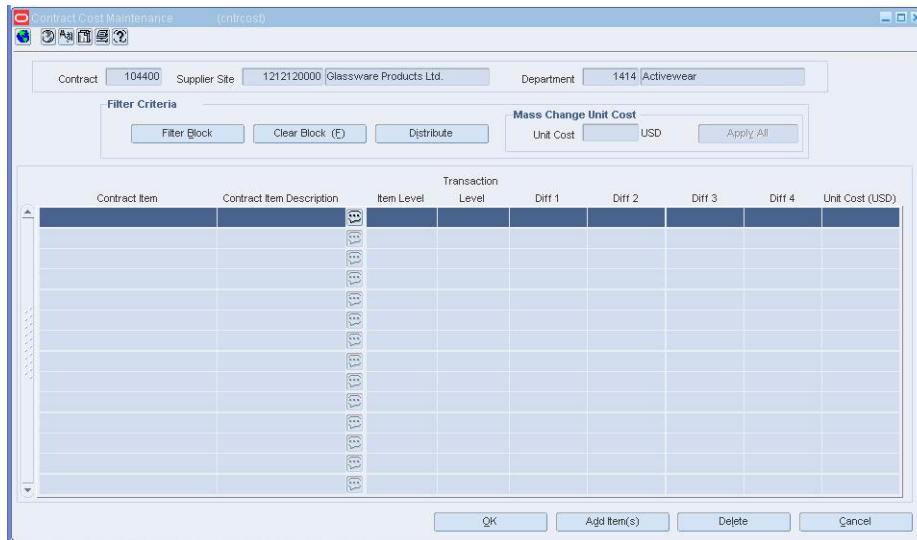 Contract Cost Maintenance (cntrcost)
Contract 104400 Supplier Site 1212120000 Glassware Products Ltd. Department 1414 Activewear
Filter Criteria
Filter Block Clear Block (F) Distribute
Mass Change Unit Cost
Unit Cost USD Apply All
Contract Item Contract Item Description Item Level Transaction Level Diff 1 Diff 2 Diff 3 Diff 4 Unit Cost (USD)
OK Add Item(s) Delete Cancel